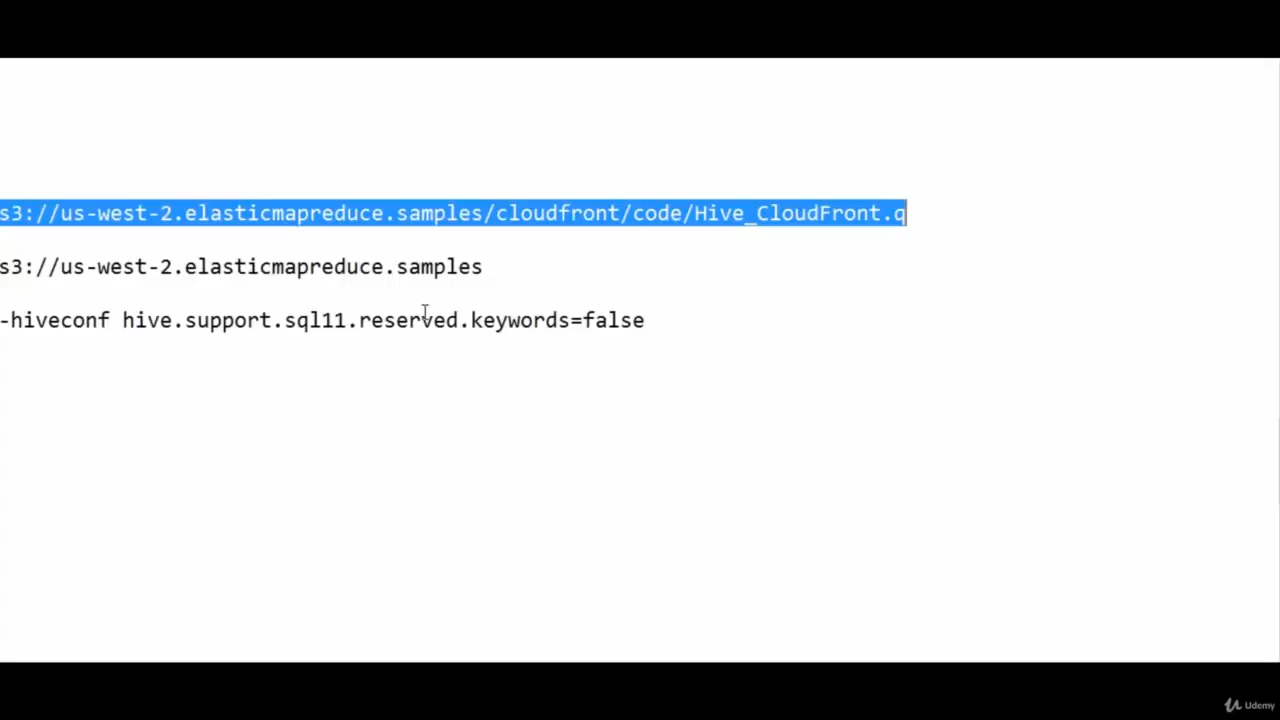 s3://us-west-2.elasticmapreduce.samples/cloudfront/code/Hive_CloudFront.q
s3://us-west-2.elasticmapreduce.samples
-hiveconf hive.support.sql11.reserved.keywords=false
Udemy